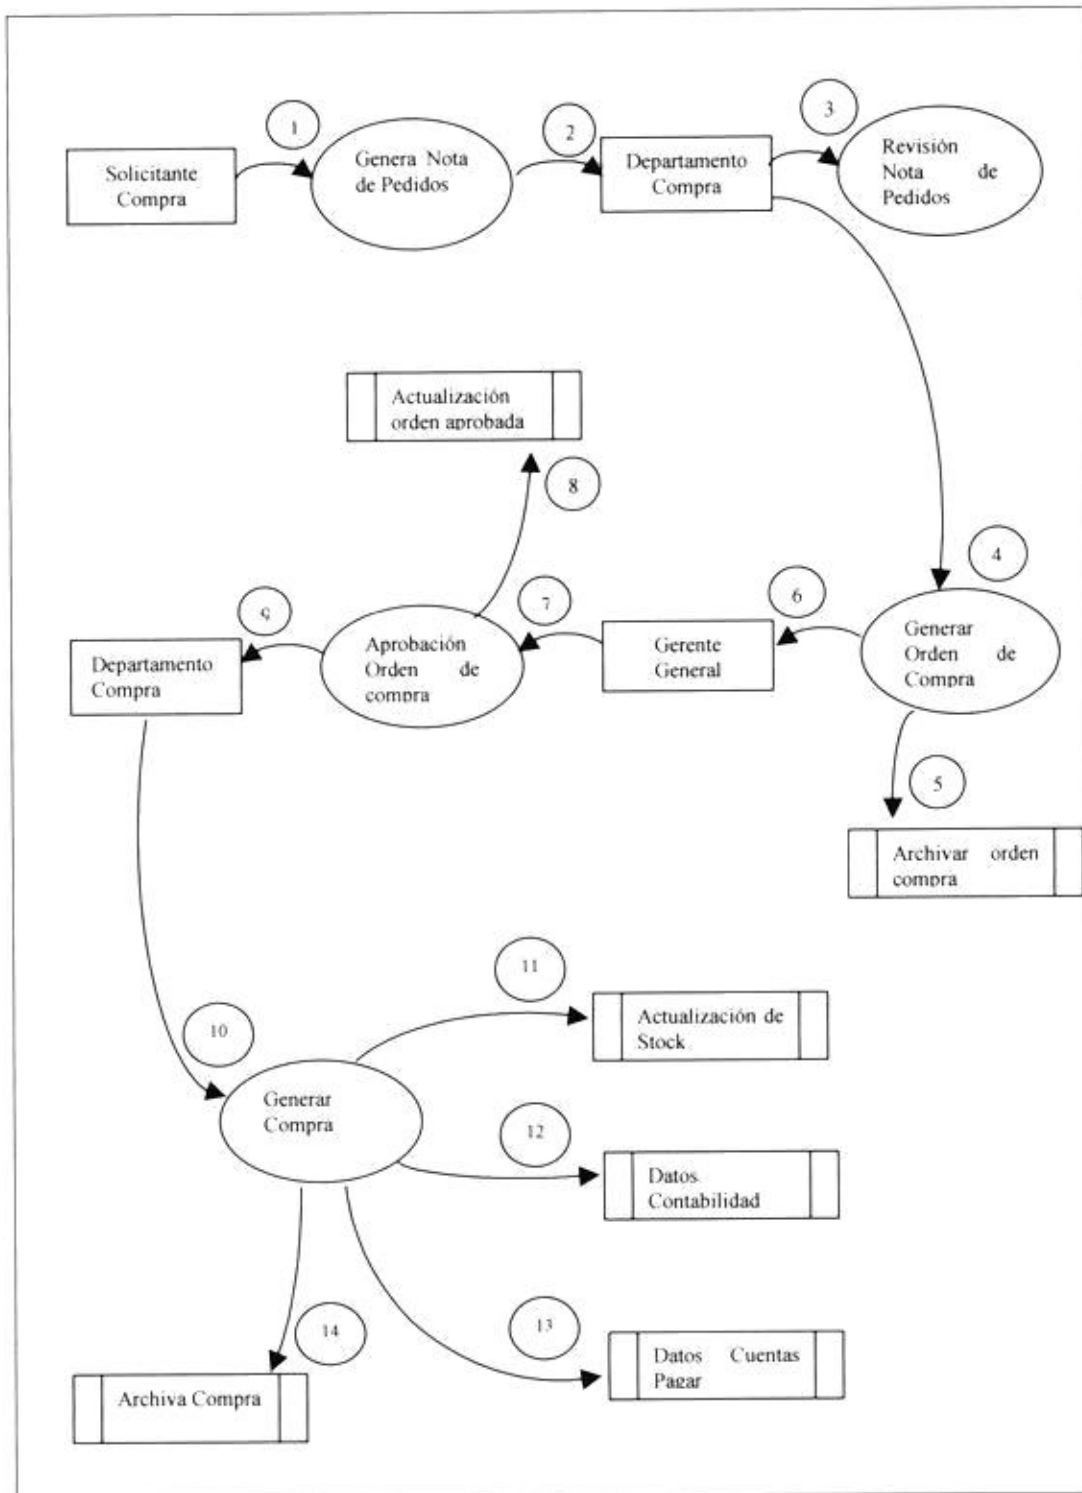 1
2
3
Solicitante
Compra
Genera Nota
de Pedidos
Departamento
Compra
Revisión
Nota de
Pedidos
Actualización
orden aprobada
8
4
9
7
6
Departamento
Compra
Aprobación
Orden de
compra
Gerente
General
Generar
Orden de
Compra
5
Archivar orden
compra
11
10
Actualización de
Stock
Generar
Compra
12
Datos
Contabilidad
14
13
Archiva Compra
Datos Cuentas
Pagar